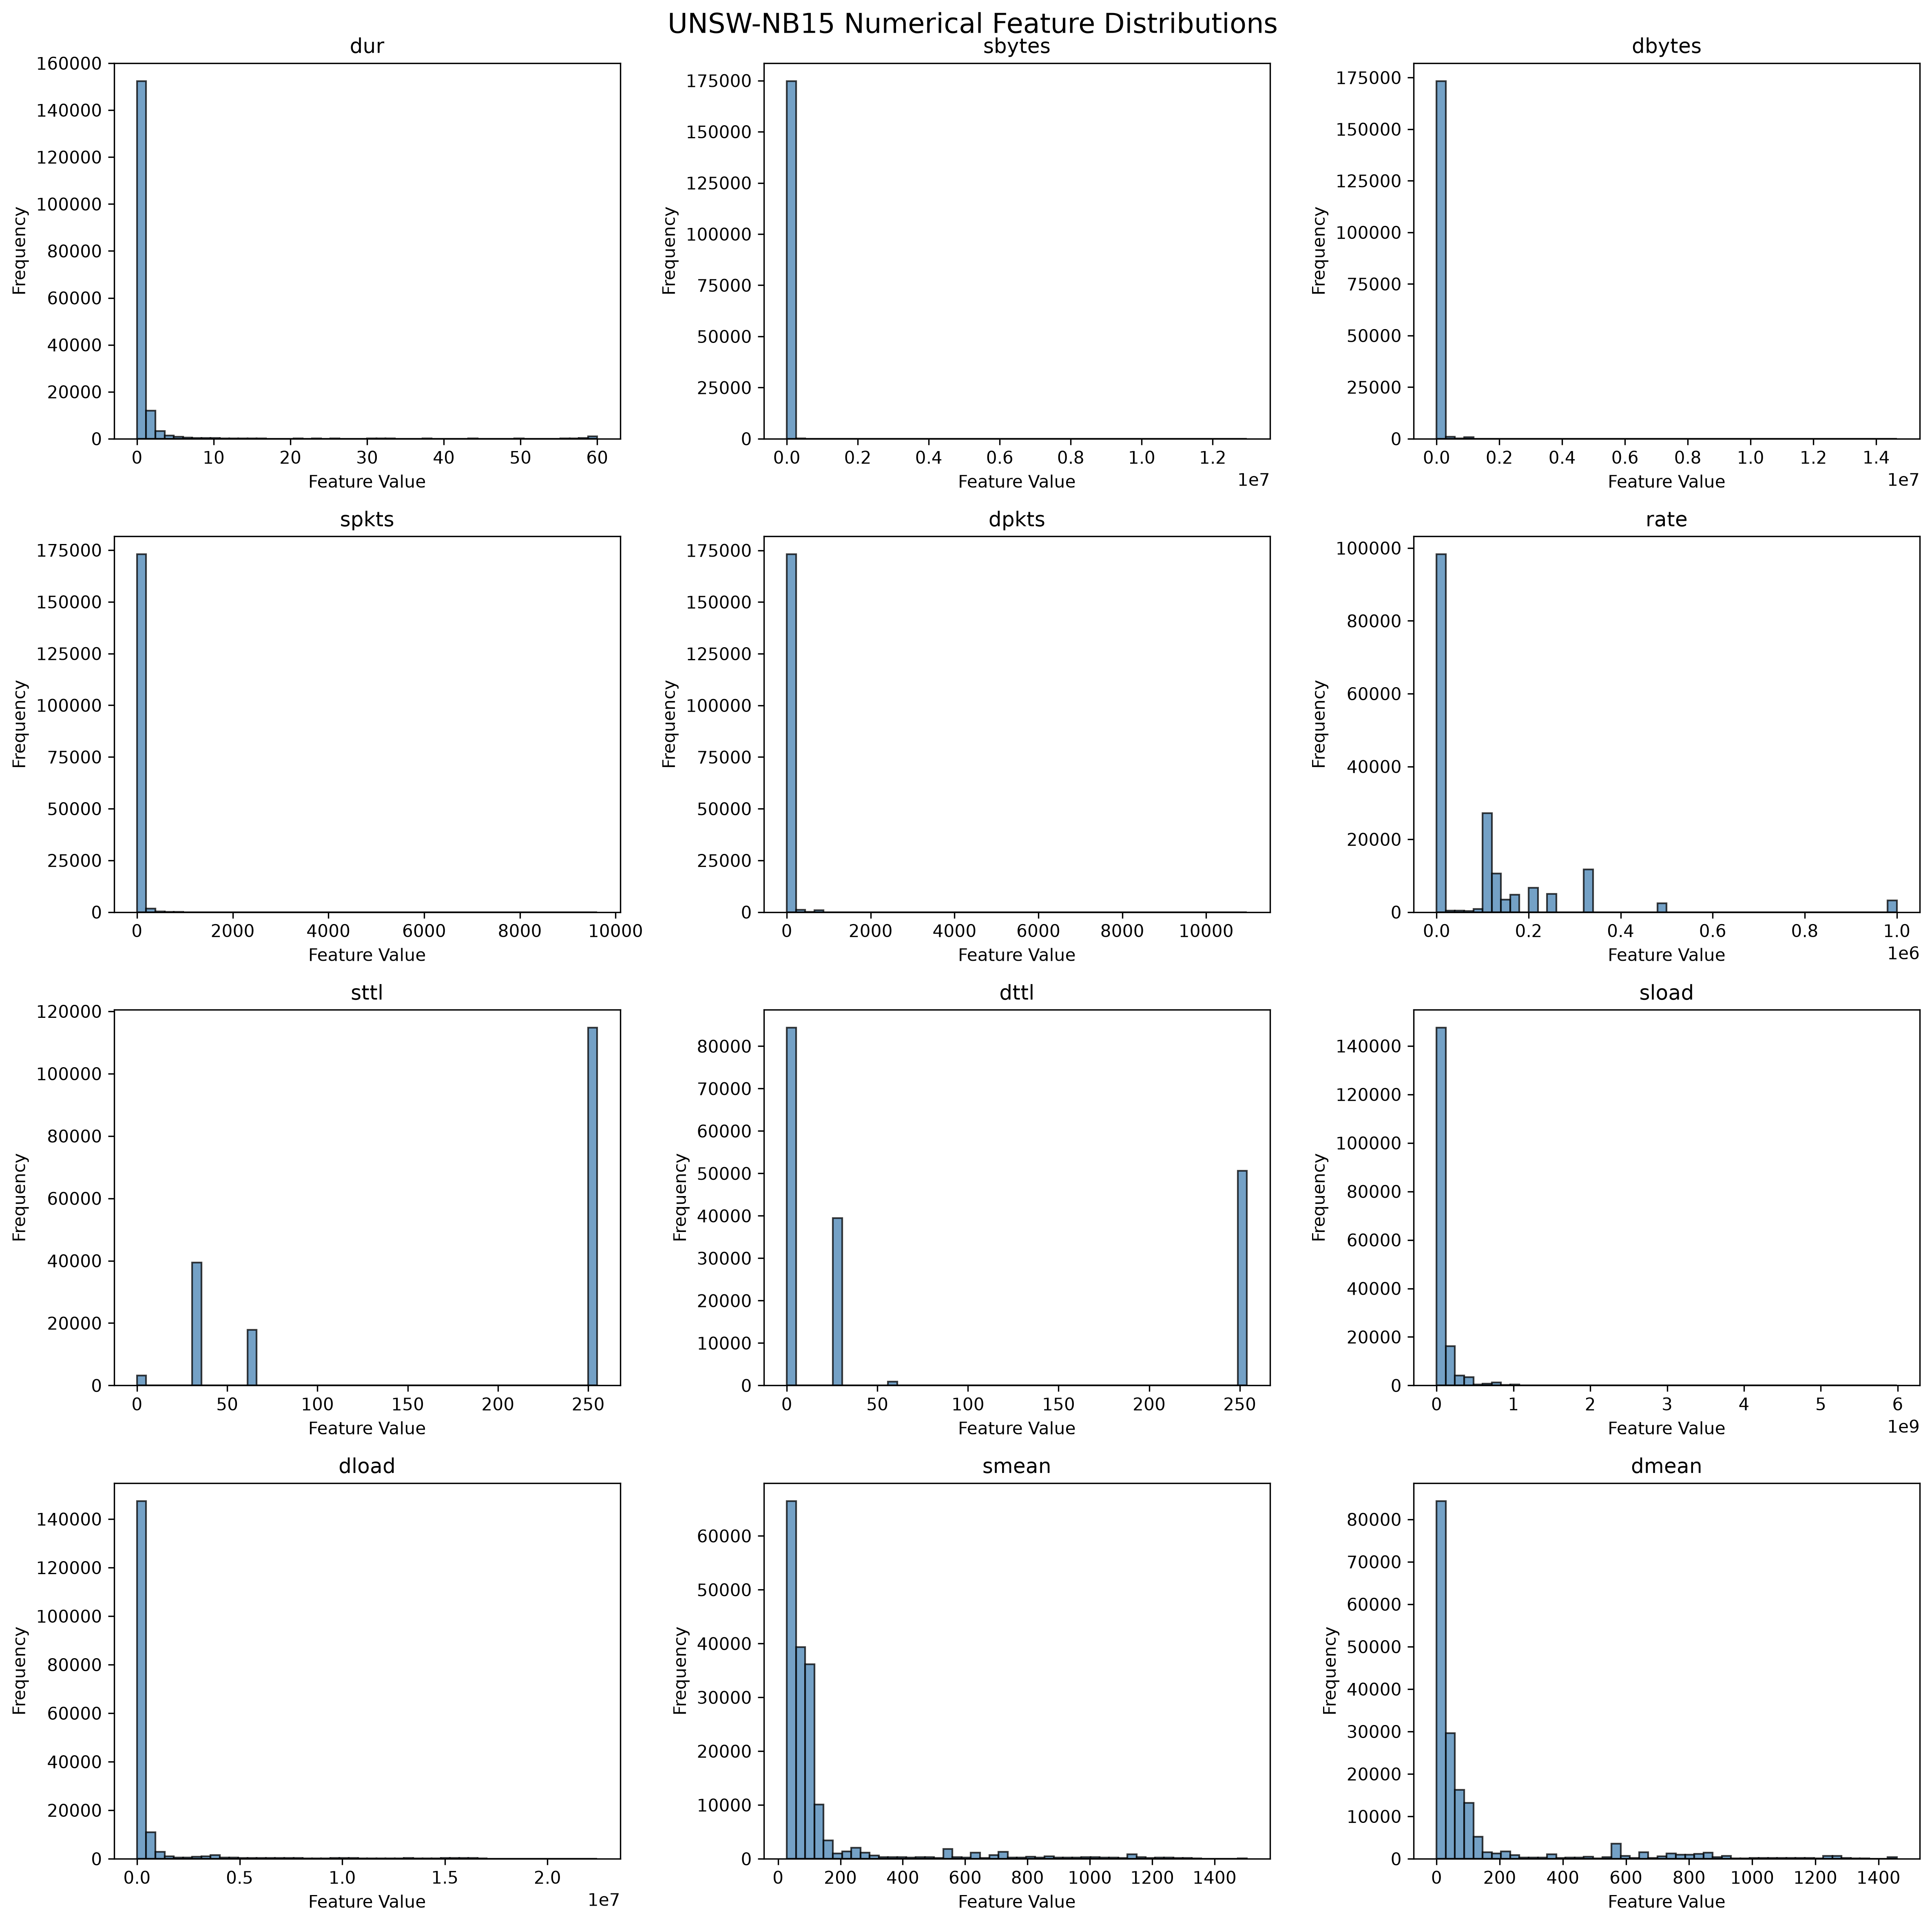 UNSW-NB15 Numerical Feature Distributions
dur
Frequency
160000
140000
120000
100000
80000
60000
40000
20000
0
0 10 20 30 40 50 60
Feature Value
sbytes
Frequency
175000
150000
125000
100000
75000
50000
25000
0
0.0 0.2 0.4 0.6 0.8 1.0 1.2
1e7
Feature Value
dbytes
Frequency
175000
150000
125000
100000
75000
50000
25000
0
0.0 0.2 0.4 0.6 0.8 1.0 1.2 1.4
1e7
Feature Value
spkts
Frequency
175000
150000
125000
100000
75000
50000
25000
0
0 2000 4000 6000 8000 10000
Feature Value
dpkts
Frequency
175000
150000
125000
100000
75000
50000
25000
0
0 2000 4000 6000 8000 10000
Feature Value
rate
Frequency
100000
80000
60000
40000
20000
0
0.0 0.2 0.4 0.6 0.8 1.0
1e6
Feature Value
sttl
Frequency
120000
100000
80000
60000
40000
20000
0
0 50 100 150 200 250
Feature Value
dttl
Frequency
80000
70000
60000
50000
40000
30000
20000
10000
0
0 50 100 150 200 250
Feature Value
sload
Frequency
140000
120000
100000
80000
60000
40000
20000
0
0 1 2 3 4 5 6
1e9
Feature Value
dload
Frequency
140000
120000
100000
80000
60000
40000
20000
0
0.0 0.5 1.0 1.5 2.0
1e7
Feature Value
smean
Frequency
60000
50000
40000
30000
20000
10000
0
0 200 400 600 800 1000 1200 1400
Feature Value
dmean
Frequency
80000
70000
60000
50000
40000
30000
20000
10000
0
0 200 400 600 800 1000 1200 1400
Feature Value